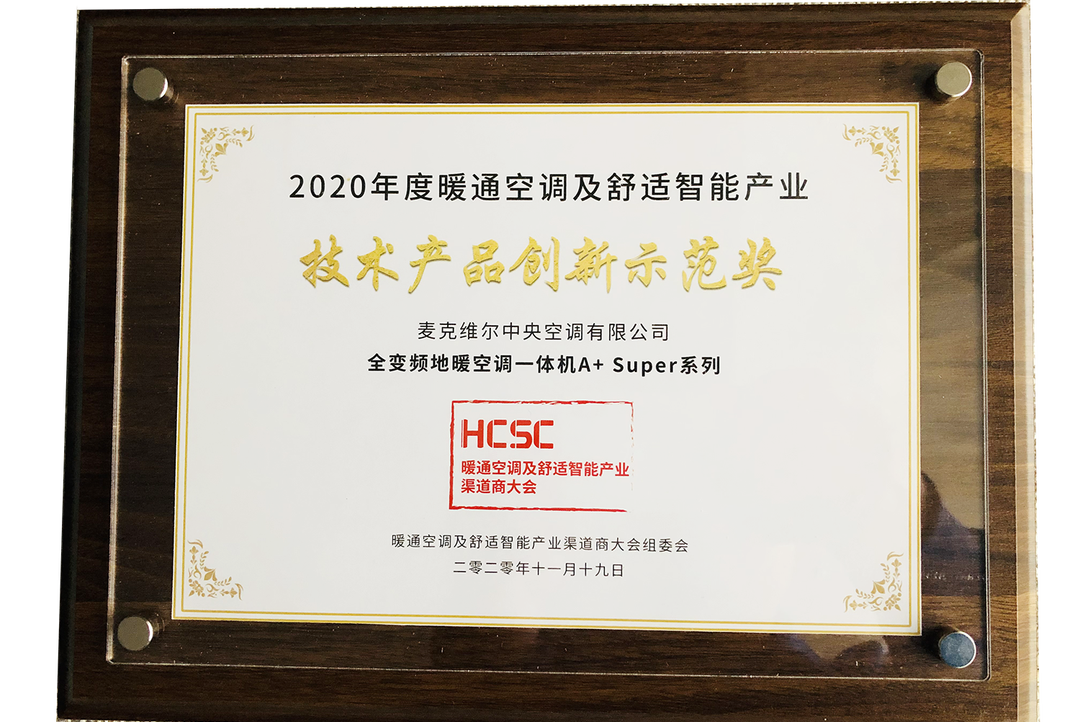 2020年度暖通空调及舒适智能产业
技术产品创新示范奖
麦克维尔中央空调有限公司
全变频地暖空调一体机A+ Super系列
HCSC
暖通空调及舒适智能产业
渠道商大会
暖通空调及舒适智能产业渠道商大会组委会
二零二零年十一月十九日